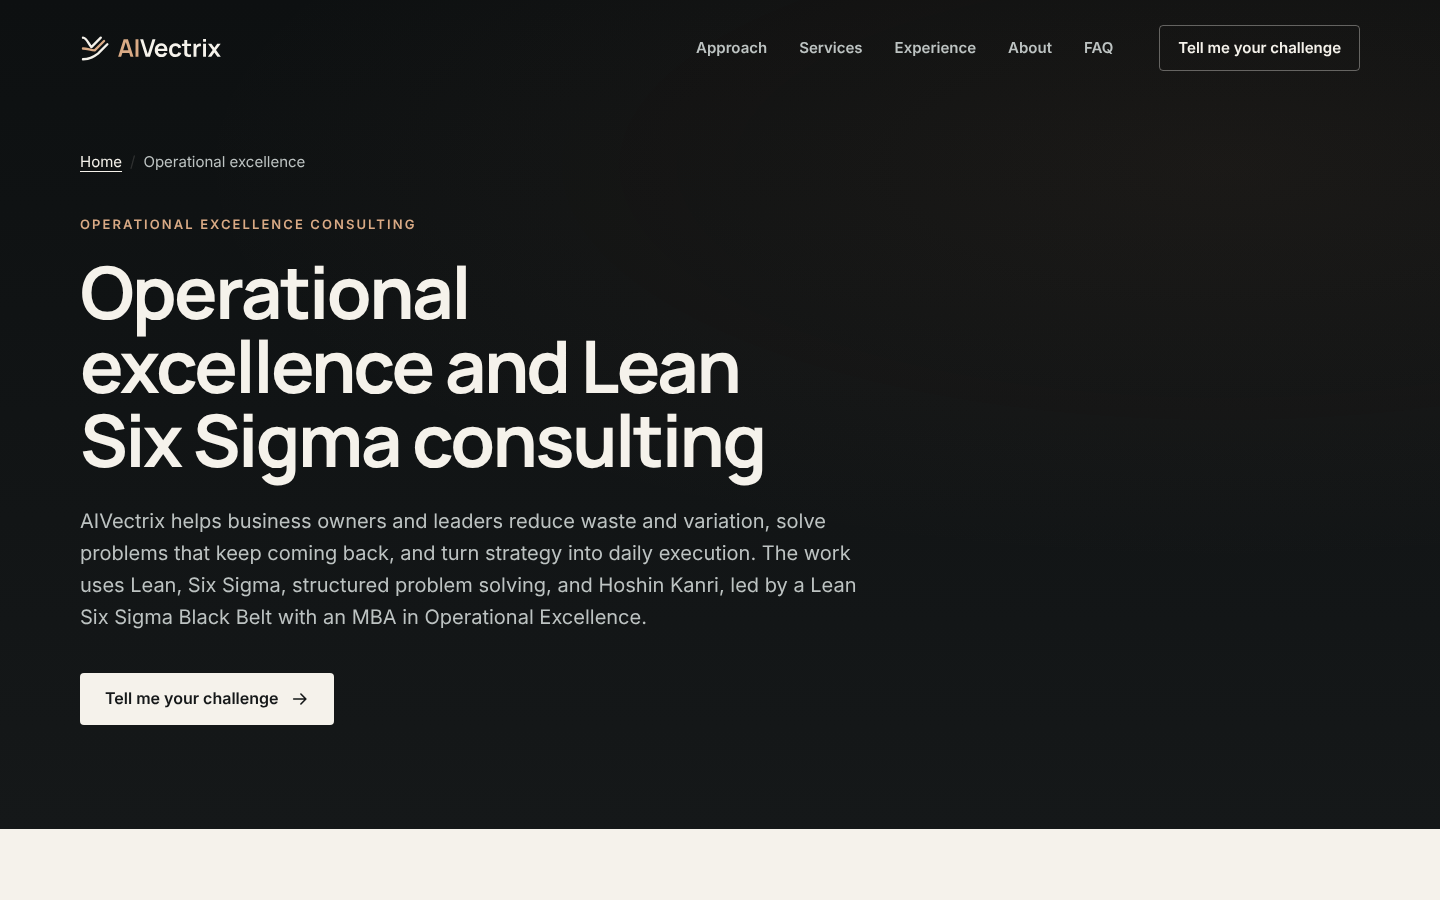 AIVectrix
Approach Services Experience About FAQ Tell me your challenge
Home / Operational excellence
OPERATIONAL EXCELLENCE CONSULTING
Operational
excellence and Lean
Six Sigma consulting
AIVectrix helps business owners and leaders reduce waste and variation, solve
problems that keep coming back, and turn strategy into daily execution. The work
uses Lean, Six Sigma, structured problem solving, and Hoshin Kanri, led by a Lean
Six Sigma Black Belt with an MBA in Operational Excellence.
Tell me your challenge →